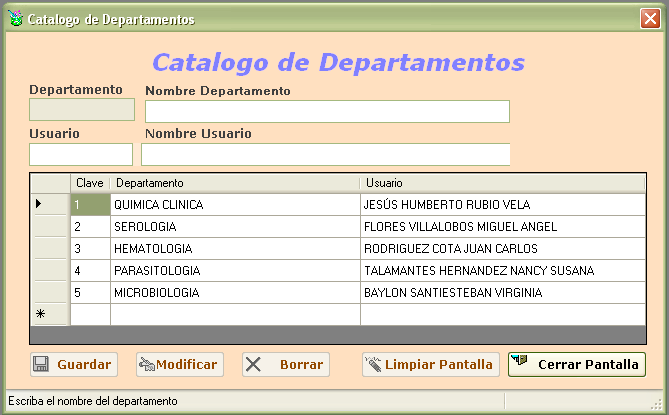 Catalogo de Departamentos
Catalogo de Departamentos
Departamento Nombre Departamento
Usuario Nombre Usuario
Clave Departamento Usuario
1 QUIMICA CLINICA JESÚS HUMBERTO RUBIO VELA
2 SEROLOGIA FLORES VILLALOBOS MIGUEL ANGEL
3 HEMATOLOGIA RODRIGUEZ COTA JUAN CARLOS
4 PARASITOLOGIA TALAMANTES HERNANDEZ NANCY SUSANA
5 MICROBIOLOGIA BAYLON SANTIESTEBAN VIRGINIA
Guardar Modificar Borrar Limpiar Pantalla Cerrar Pantalla
Escriba el nombre del departamento